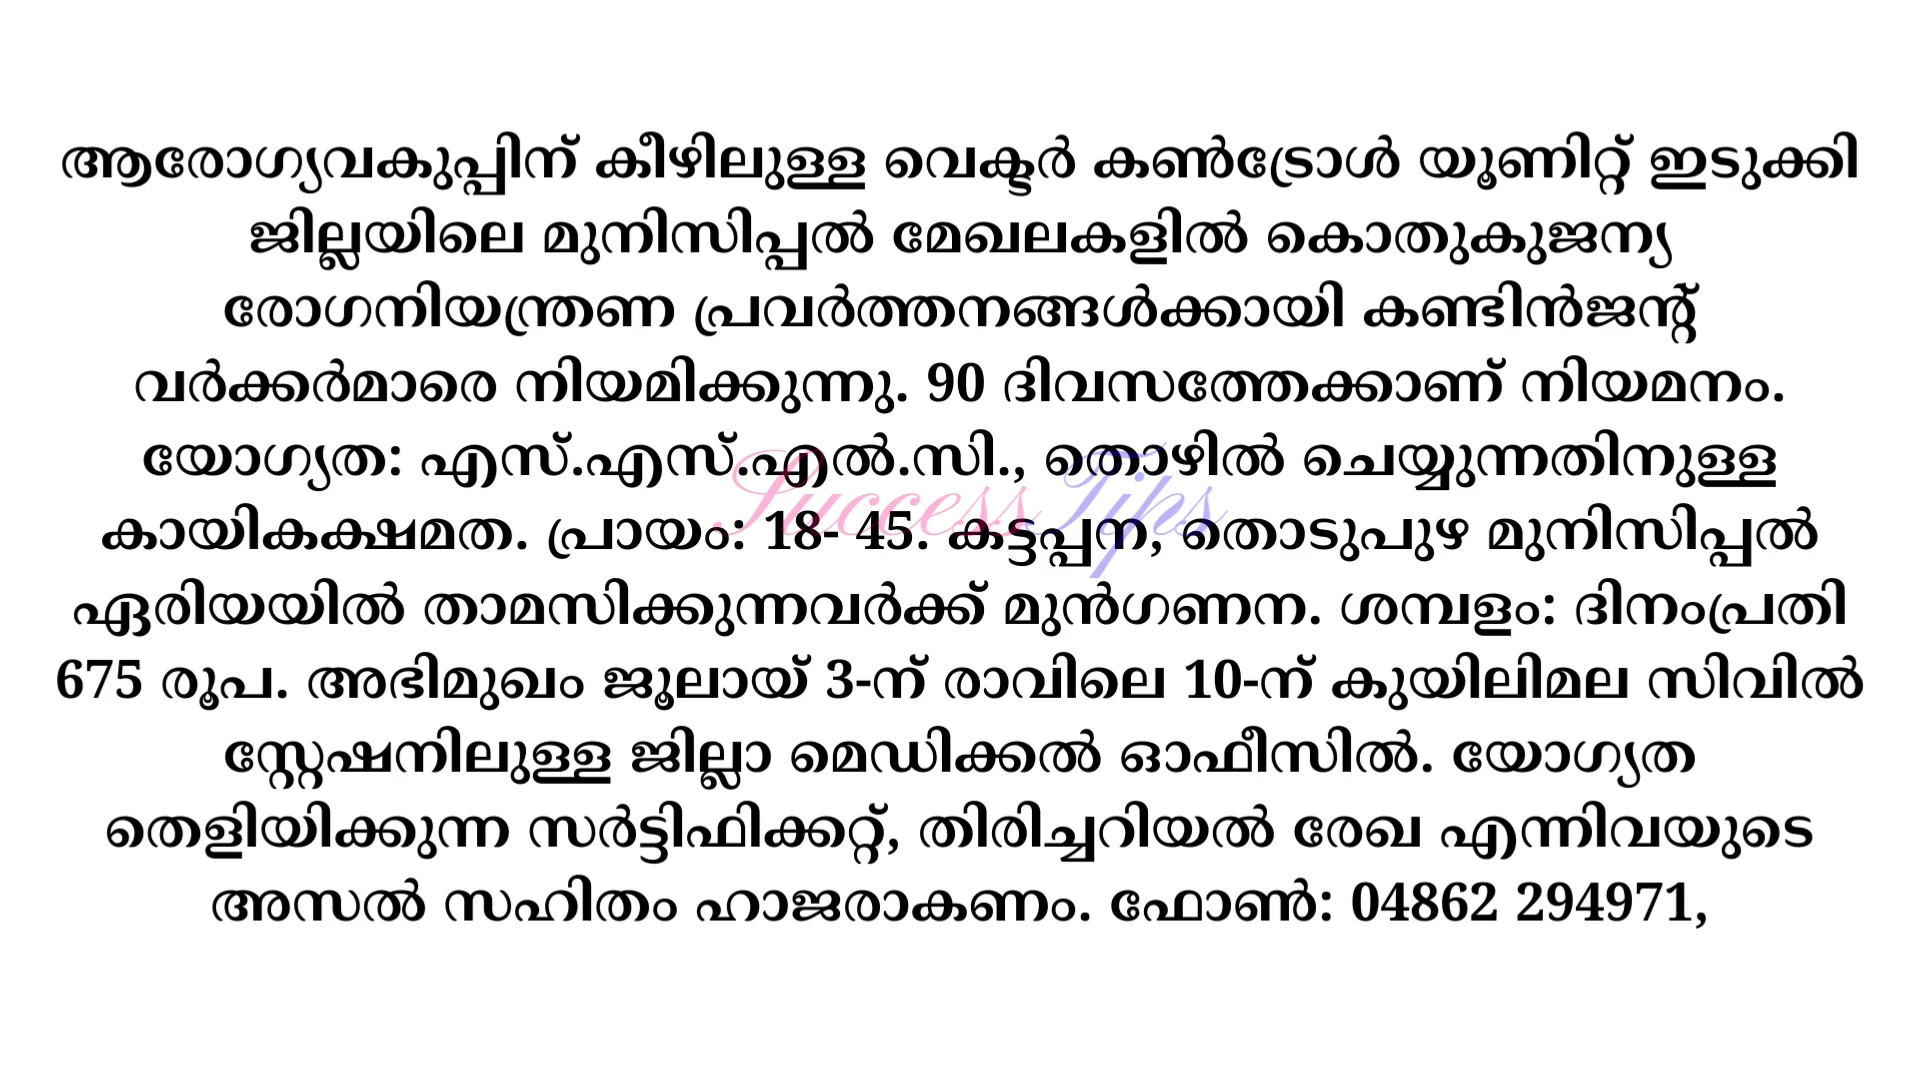 ആരോഗ്യവകുപ്പിന് കീഴിലുള്ള വെക്ടർ കൺട്രോൾ യൂണിറ്റ് ഇടുക്കി
ജില്ലയിലെ മുനിസിപ്പൽ മേഖലകളിൽ കൊതുകുജന്യ
രോഗനിയന്ത്രണ പ്രവർത്തനങ്ങൾക്കായി കണ്ടിൻജന്റ്
വർക്കർമാരെ നിയമിക്കുന്നു. 90 ദിവസത്തേക്കാണ് നിയമനം.
യോഗ്യത: എസ്.എസ്.എൽ.സി., തൊഴിൽ ചെയ്യുന്നതിനുള്ള
കായികക്ഷമത. പ്രായം: 18- 45. കട്ടപ്പന, തൊടുപുഴ മുനിസിപ്പൽ
ഏരിയയിൽ താമസിക്കുന്നവർക്ക് മുൻഗണന. ശമ്പളം: ദിനംപ്രതി
675 രൂപ. അഭിമുഖം ജൂലായ് 3-ന് രാവിലെ 10-ന് കുയിലിമല സിവിൽ
സ്റ്റേഷനിലുള്ള ജില്ലാ മെഡിക്കൽ ഓഫീസിൽ. യോഗ്യത
തെളിയിക്കുന്ന സർട്ടിഫിക്കറ്റ്, തിരിച്ചറിയൽ രേഖ എന്നിവയുടെ
അസൽ സഹിതം ഹാജരാകണം. ഫോൺ: 04862 294971,
Success Tips